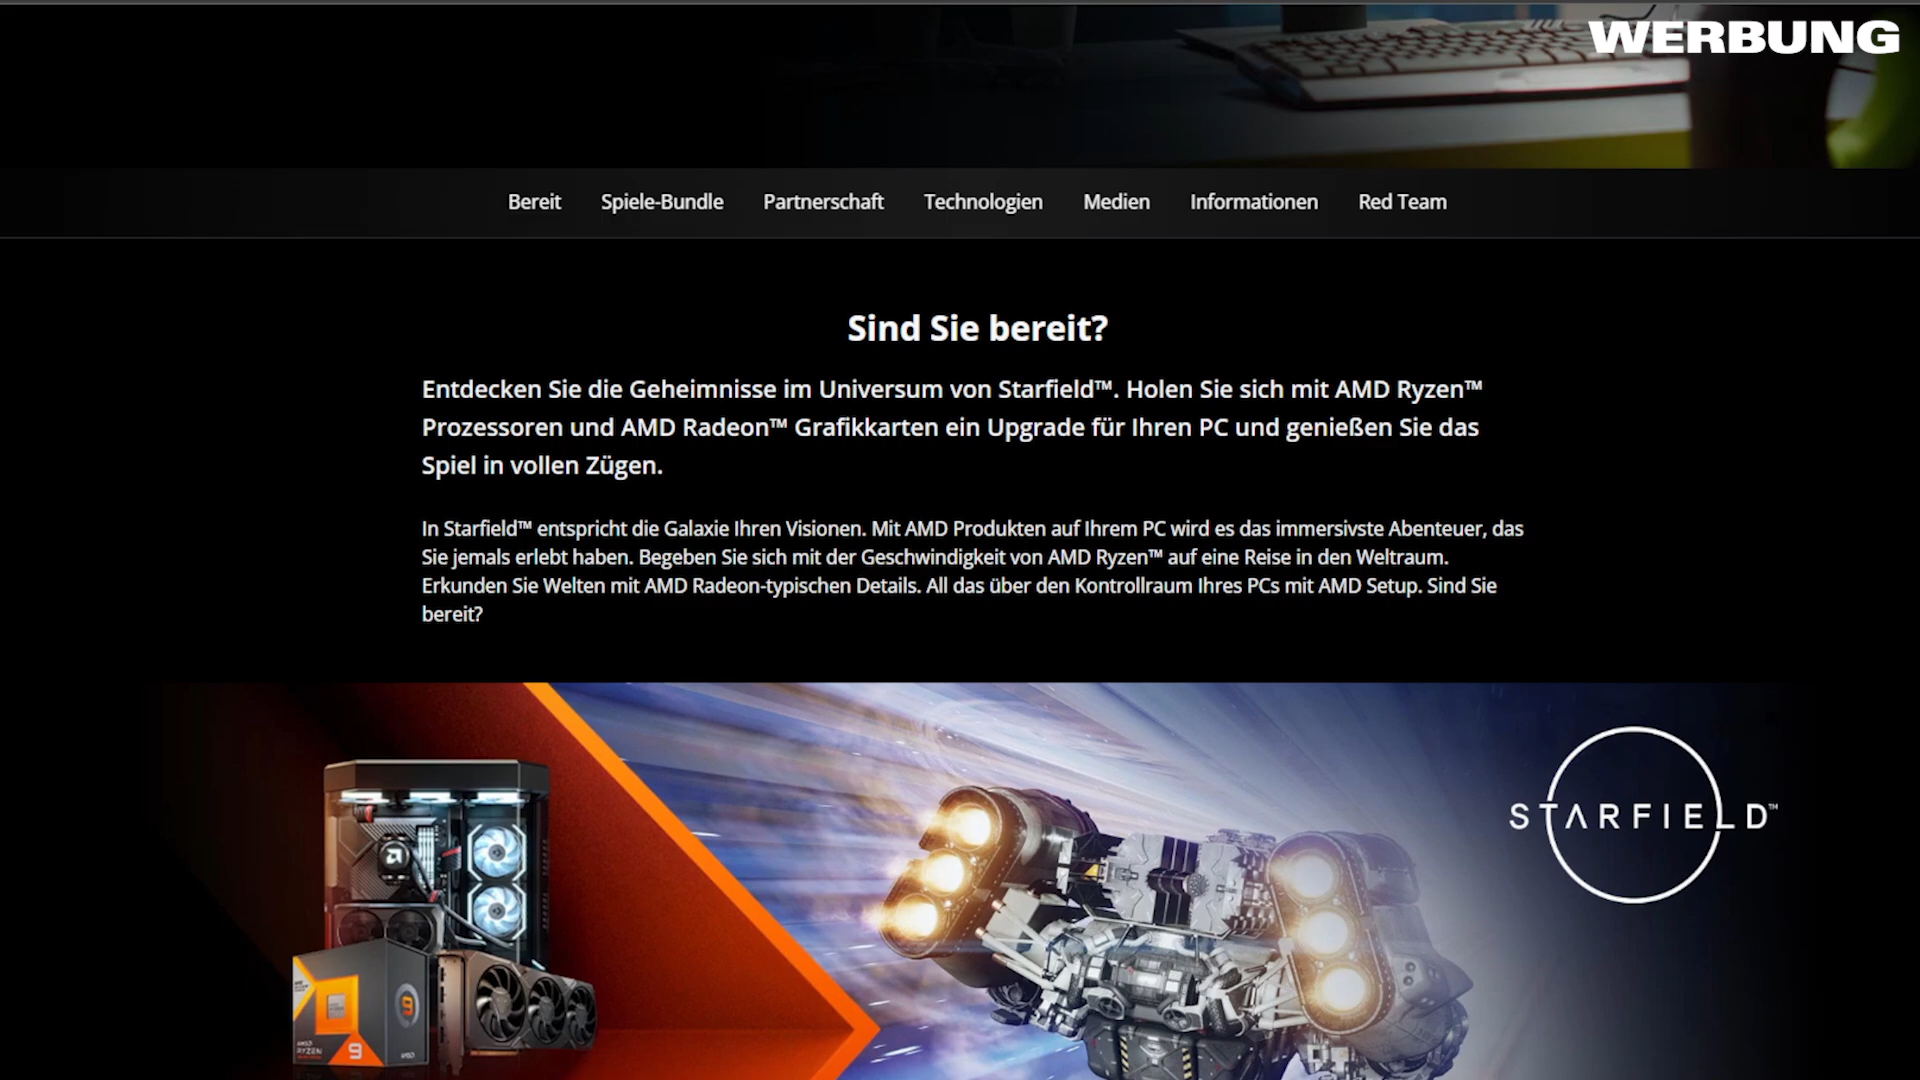 WERBUNG
Bereit Spiele-Bundle Partnerschaft Technologien Medien Informationen Red Team
Sind Sie bereit?
Entdecken Sie die Geheimnisse im Universum von Starfield™. Holen Sie sich mit AMD Ryzen™
Prozessoren und AMD Radeon™ Grafikkarten ein Upgrade für Ihren PC und genießen Sie das
Spiel in vollen Zügen.
In Starfield™ entspricht die Galaxie Ihren Visionen. Mit AMD Produkten auf Ihrem PC wird es das immersivste Abenteuer, das
Sie jemals erlebt haben. Begeben Sie sich mit der Geschwindigkeit von AMD Ryzen™ auf eine Reise in den Weltraum.
Erkunden Sie Welten mit AMD Radeon-typischen Details. All das über den Kontrollraum Ihres PCs mit AMD Setup. Sind Sie
bereit?
STARFIELD™
9
AMD
RYZEN 9
AMD